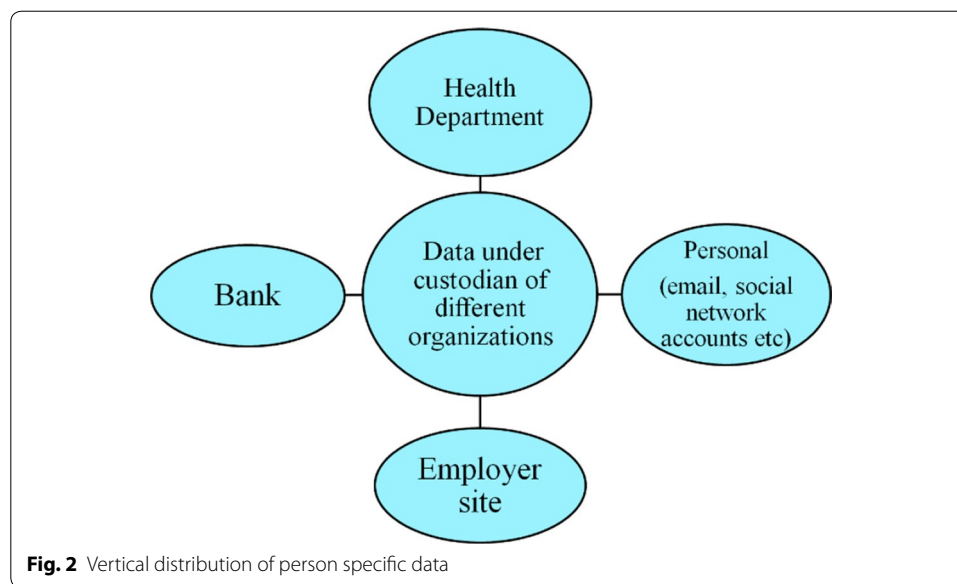 Health
Department
Data under
custodian of
different
organizations
Bank
Personal
(email, social
network
accounts etc)
Employer
site
Fig. 2 Vertical distribution of person specific data